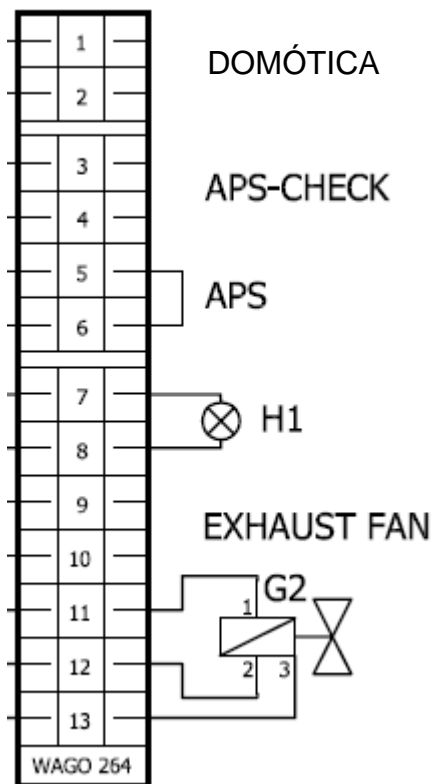 1
DOMÓTICA
2
3
APS-CHECK
4
5
APS
6
7
H1
8
9
EXHAUST FAN
10
G2
11
1
12
2 3
13
WAGO 264